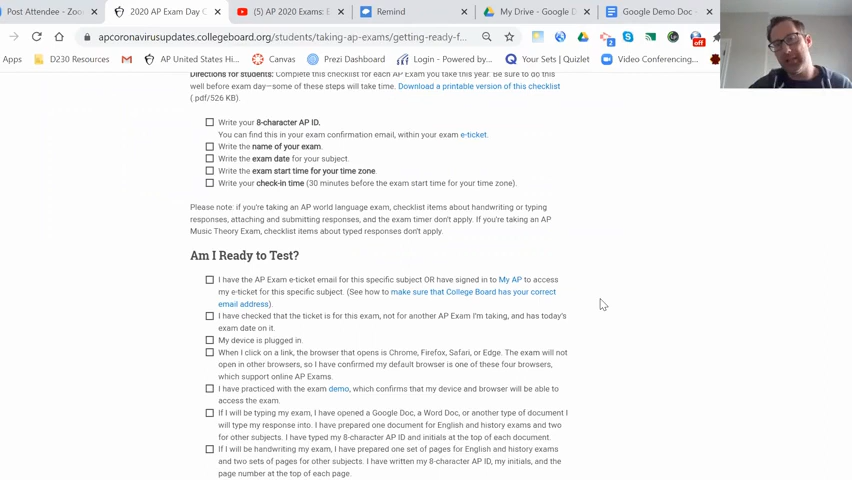 Post Attendee - Zoo
2020 AP Exam Day C
(5) AP 2020 Exams: E
Remind
My Drive - Google D
Google Demo Doc - G
apcoronavirusupdates.collegeboard.org/students/taking-ap-exams/getting-ready-f...
Apps
D230 Resources
AP United States Hi...
Canvas
Prezi Dashboard
Login - Powered by...
Your Sets | Quizlet
Video Conferencing...
Directions for students: Complete this checklist for each AP Exam you take this year. Be sure to do this
well before exam day—some of these steps will take time. Download a printable version of this checklist
(.pdf/526 KB).
Write your 8-character AP ID.
You can find this in your exam confirmation email, within your exam e-ticket.
Write the name of your exam.
Write the exam date for your subject.
Write the exam start time for your time zone.
Write your check-in time (30 minutes before the exam start time for your time zone).
Please note: if you're taking an AP world language exam, checklist items about handwriting or typing
responses, attaching and submitting responses, and the exam timer don't apply. If you're taking an AP
Music Theory Exam, checklist items about typed responses don't apply.
Am I Ready to Test?
I have the AP Exam e-ticket email for this specific subject OR have signed in to My AP to access
my e-ticket for this specific subject. (See how to make sure that College Board has your correct
email address).
I have checked that the ticket is for this exam, not for another AP Exam I'm taking, and has today's
exam date on it.
My device is plugged in.
When I click on a link, the browser that opens is Chrome, Firefox, Safari, or Edge. The exam will not
open in other browsers, so I have confirmed my default browser is one of these four browsers,
which support online AP Exams.
I have practiced with the exam demo, which confirms that my device and browser will be able to
access the exam.
If I will be typing my exam, I have opened a Google Doc, a Word Doc, or another type of document I
will type my response into. I have prepared one document for English and history exams and two
for other subjects. I have typed my 8-character AP ID and initials at the top of each document.
If I will be handwriting my exam, I have prepared one set of pages for English and history exams
and two sets of pages for other subjects. I have written my 8-character AP ID, my initials, and the
page number at the top of each page.